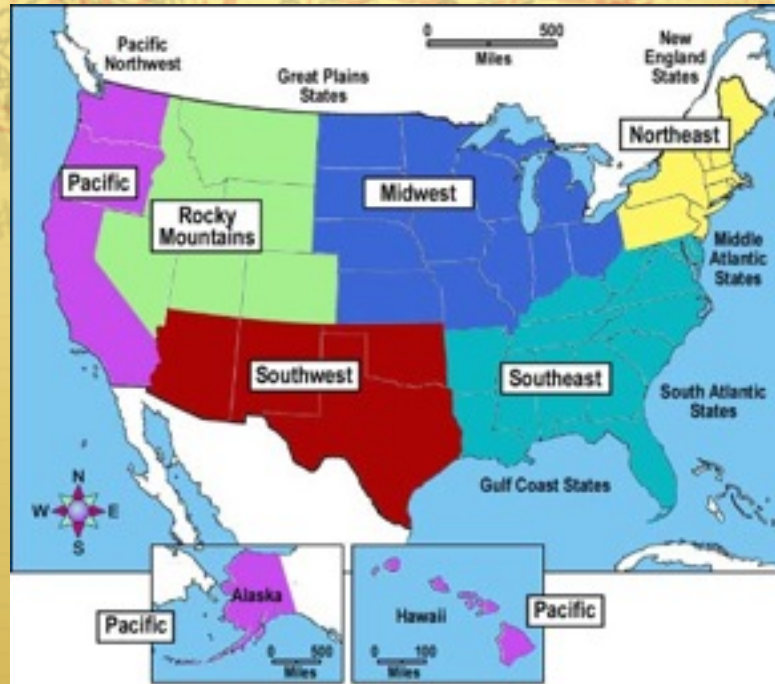 Pacific
Northwest
0 500
Miles
New
England
States
Great Plains
States
Northeast
Pacific
Midwest
Rocky
Mountains
Middle
Atlantic
States
Southwest
Southeast
South Atlantic
States
Gulf Coast States
N
W E
S
Alaska
Pacific
0 500
Miles
Hawaii
Pacific
0 100
Miles